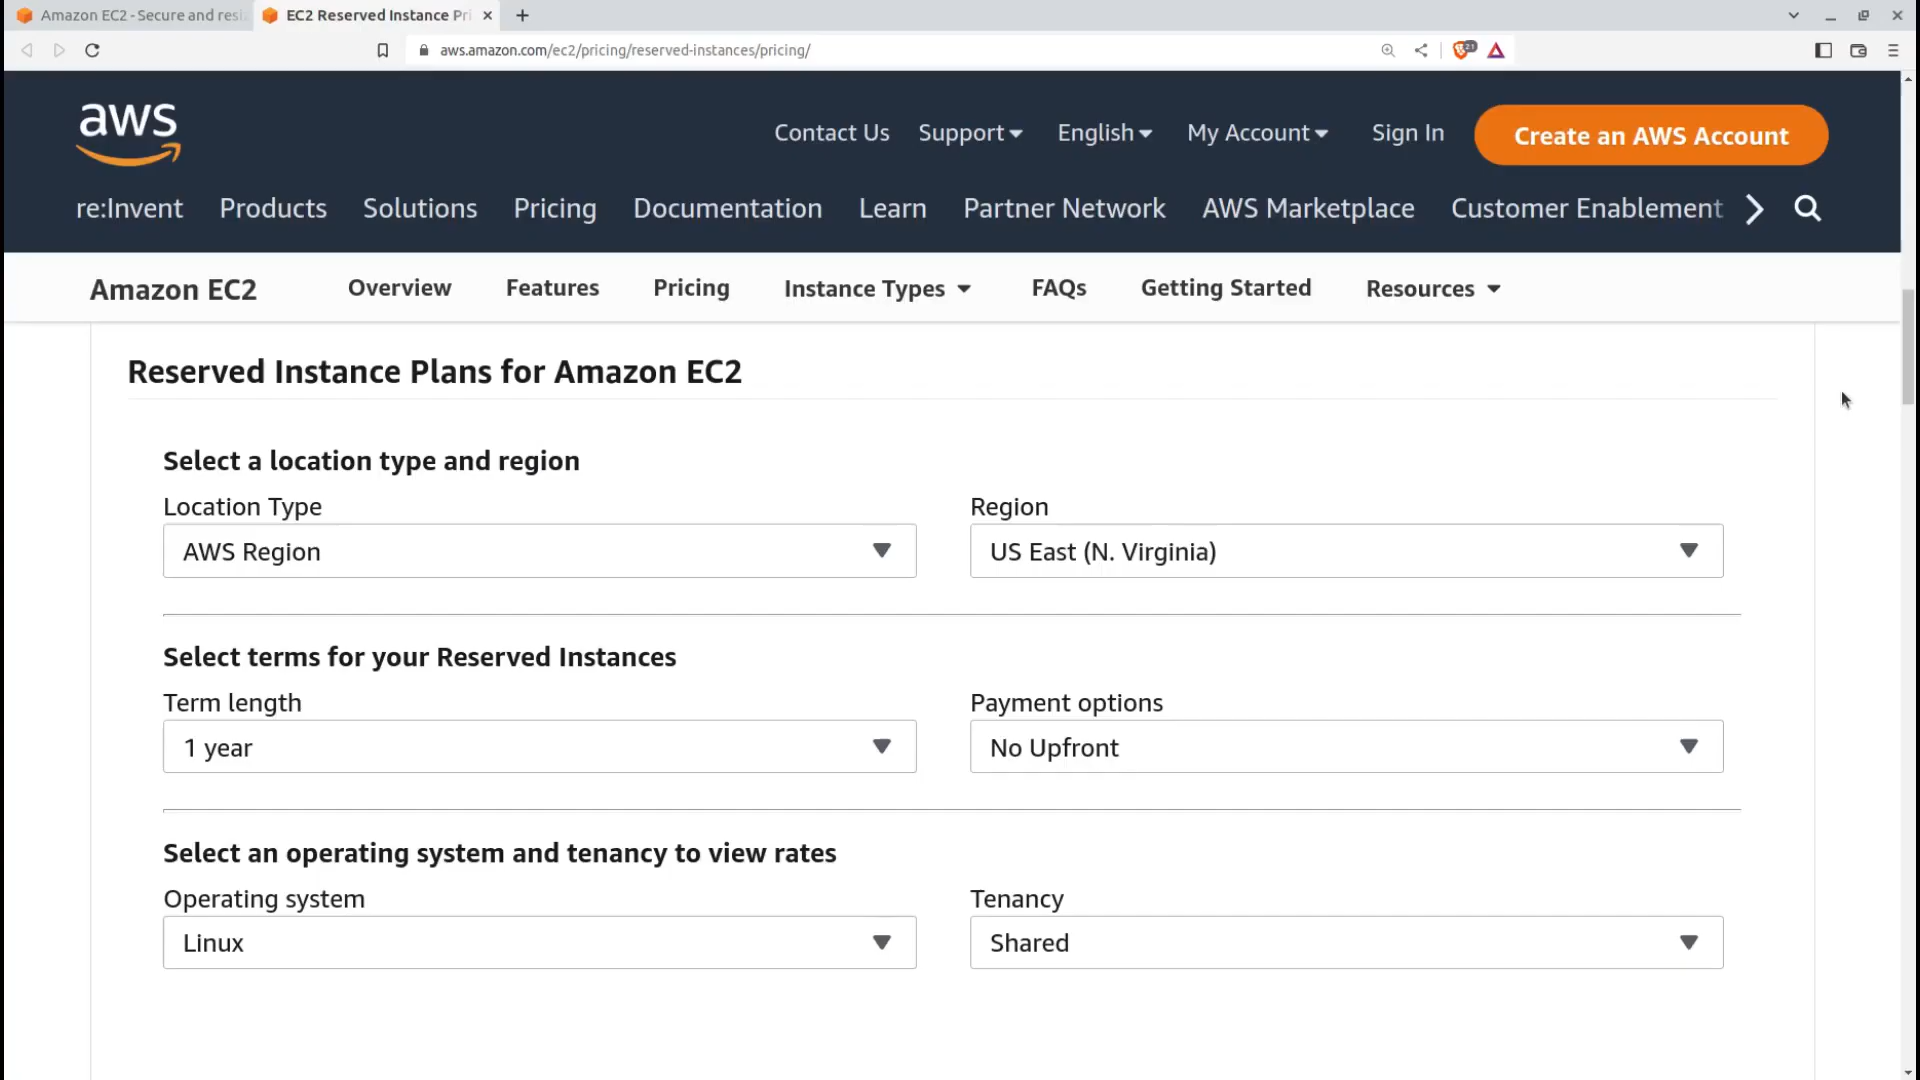 Amazon EC2 - Secure and resi
EC2 Reserved Instance Pri
aws.amazon.com/ec2/pricing/reserved-instances/pricing/
21
aws
Contact Us
Support
English
My Account
Sign In
Create an AWS Account
re:Invent
Products
Solutions
Pricing
Documentation
Learn
Partner Network
AWS Marketplace
Customer Enablement
Amazon EC2
Overview
Features
Pricing
Instance Types
FAQs
Getting Started
Resources
Reserved Instance Plans for Amazon EC2
Select a location type and region
Location Type
Region
AWS Region
US East (N. Virginia)
Select terms for your Reserved Instances
Term length
Payment options
1 year
No Upfront
Select an operating system and tenancy to view rates
Operating system
Tenancy
Linux
Shared